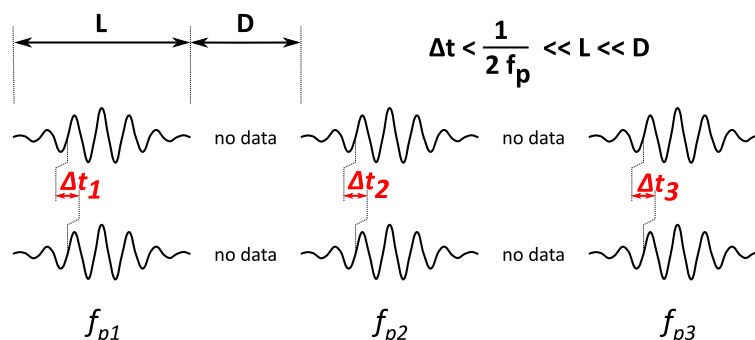 L D
Δt < 1/(2 f_p) << L << D
no data no data
Δt1 Δt2 Δt3
no data no data
f_p1 f_p2 f_p3